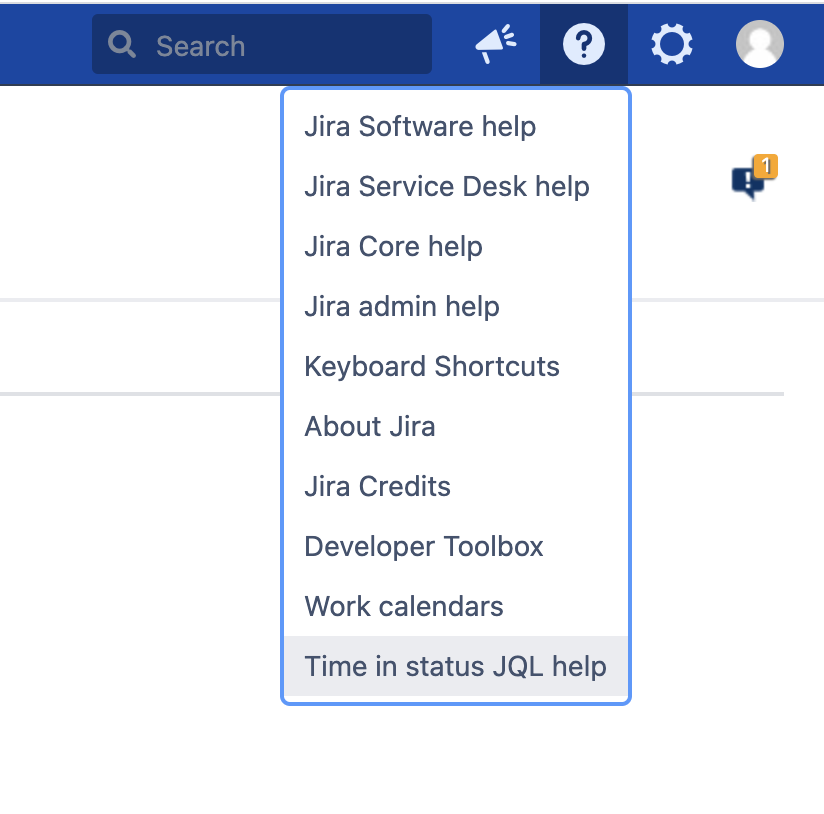 Search
?
1
!
Jira Software help
Jira Service Desk help
Jira Core help
Jira admin help
Keyboard Shortcuts
About Jira
Jira Credits
Developer Toolbox
Work calendars
Time in status JQL help